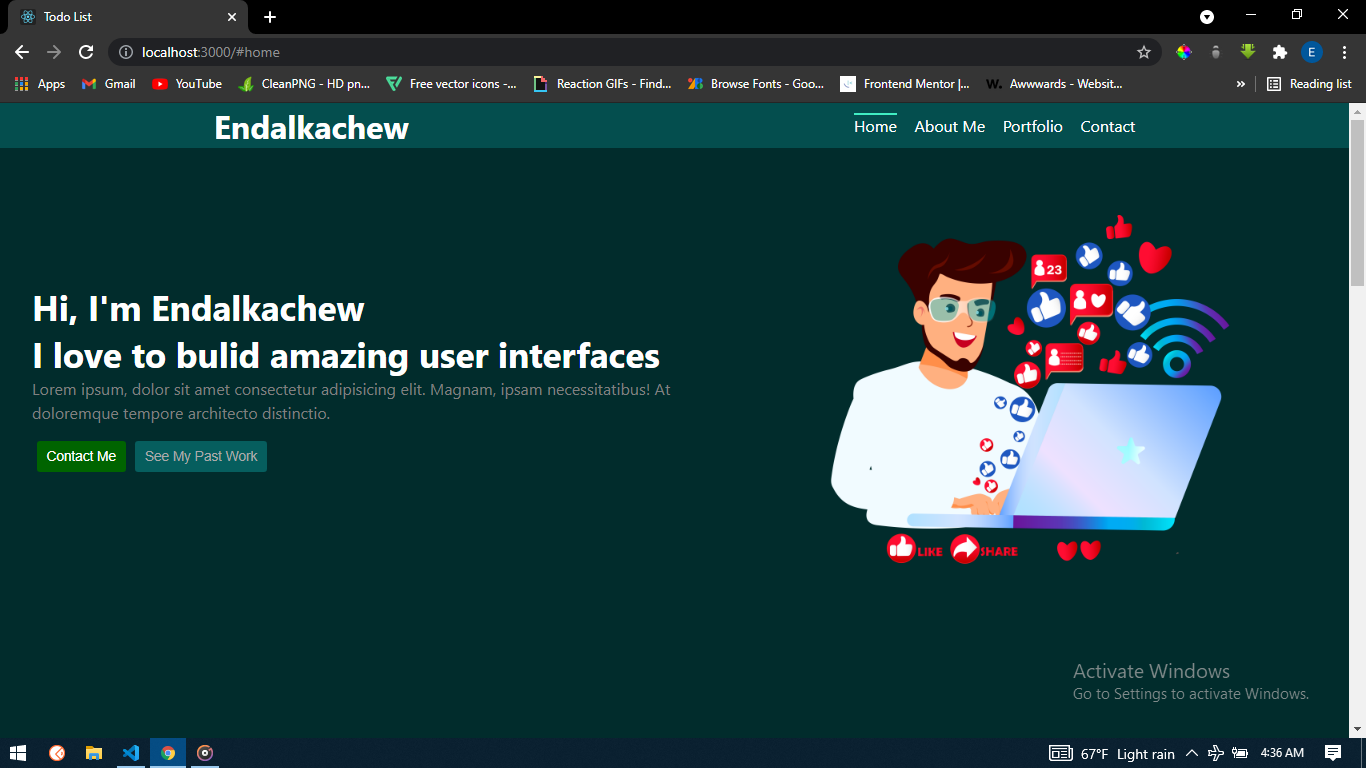 Todo List
localhost:3000/#home
E
Apps
Gmail
YouTube
CleanPNG - HD pn...
Free vector icons -...
Reaction GIFs - Find...
Browse Fonts - Goo...
Frontend Mentor |...
W.
Awwwards - Websit...
»
Reading list
Endalkachew
Home
About Me
Portfolio
Contact
23
Hi, I'm Endalkachew
I love to bulid amazing user interfaces
Lorem ipsum, dolor sit amet consectetur adipisicing elit. Magnam, ipsam necessitatibus! At
doloremque tempore architecto distinctio.
Contact Me
See My Past Work
LIKE
SHARE
Activate Windows
Go to Settings to activate Windows.
67°F Light rain
4:36 AM